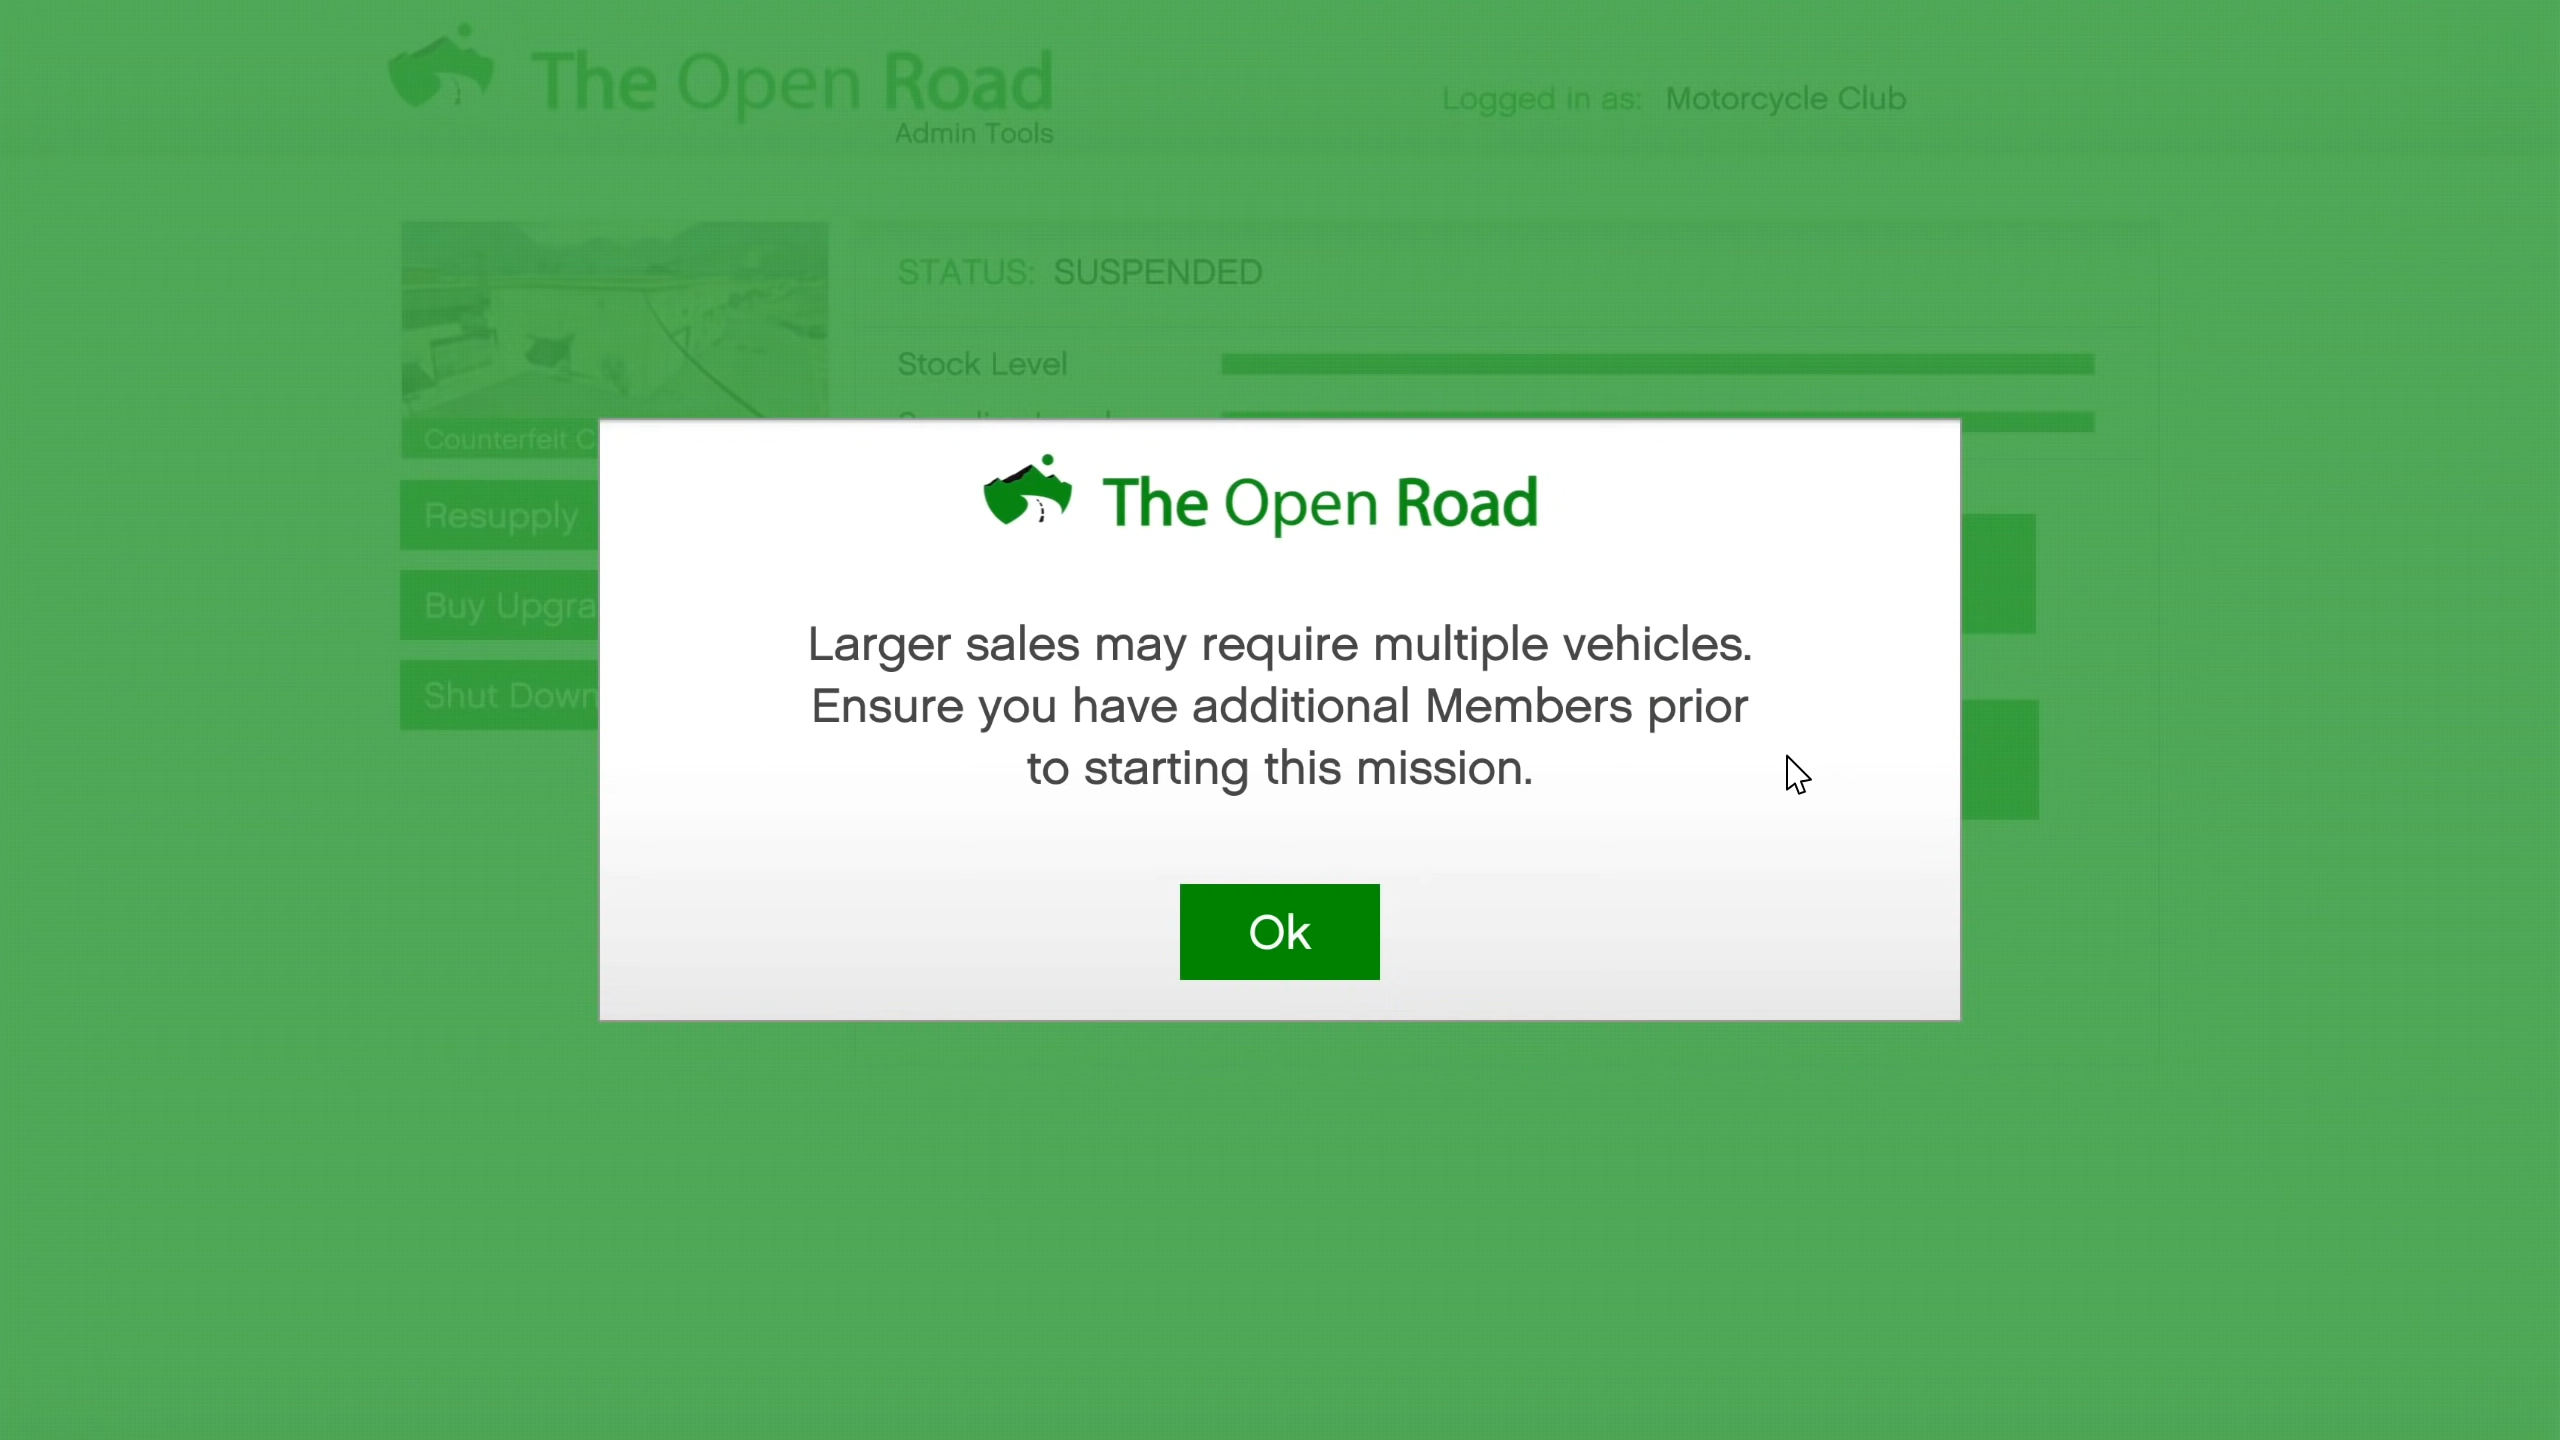 The Open Road
Admin Tools
Logged in as: Motorcycle Club
STATUS: SUSPENDED
Stock Level
Counterfeit
Resupply
Buy
Shut Down
The Open Road
Larger sales may require multiple vehicles.
Ensure you have additional Members prior
to starting this mission.
Ok